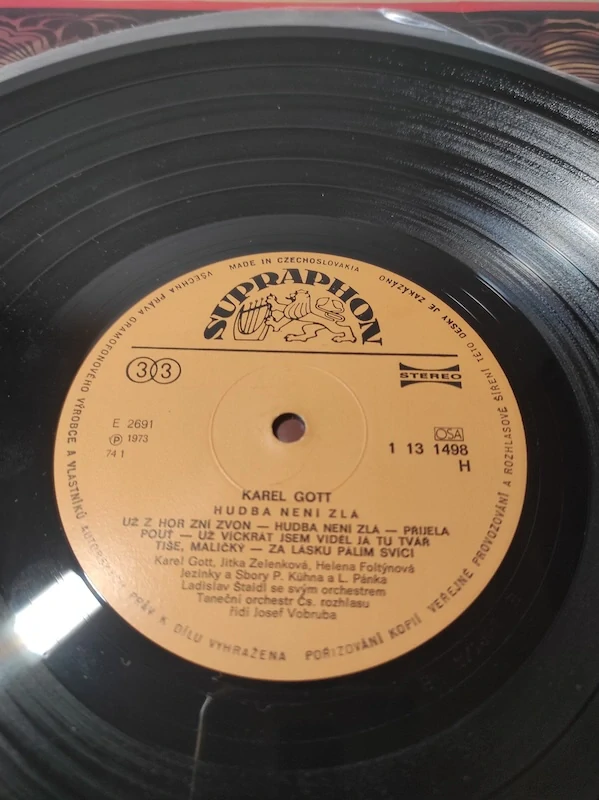 MADE IN CZECHOSLOVAKIA
SUPRAPHON
33
STEREO
E 2691
Ⓟ 1973
74 1
OSA
1 13 1498
H
KAREL GOTT
HUDBA NENÍ ZLÁ
UŽ Z HOR ZNÍ ZVON — HUDBA NENÍ ZLÁ — PŘIJELA
POUŤ — UŽ VÍCKRÁT JSEM VIDĚL JÁ TU TVÁŘ
TIŠE, MALIČKÝ — ZA LÁSKU PÁLÍM SVÍCI
Karel Gott, Jitka Zelenková, Helena Foltýnová
Jezinky a Sbory P. Kühna a L. Pánka
Ladislav Štaidl se svým orchestrem
Taneční orchestr Čs. rozhlasu
řídí Josef Vobruba
VŠECHNA PRÁVA GRAMOFONOVÉHO VÝROBCE A VLASTNÍKŮ AUTORSKÝCH PRÁV K DÍLU VYHRAŽENA
POŘIZOVÁNÍ KOPIÍ VEŘEJNÉ PROVOZOVÁNÍ A ROZHLASOVÉ ŠÍŘENÍ TÉTO DESKY JE ZAKÁZÁNO